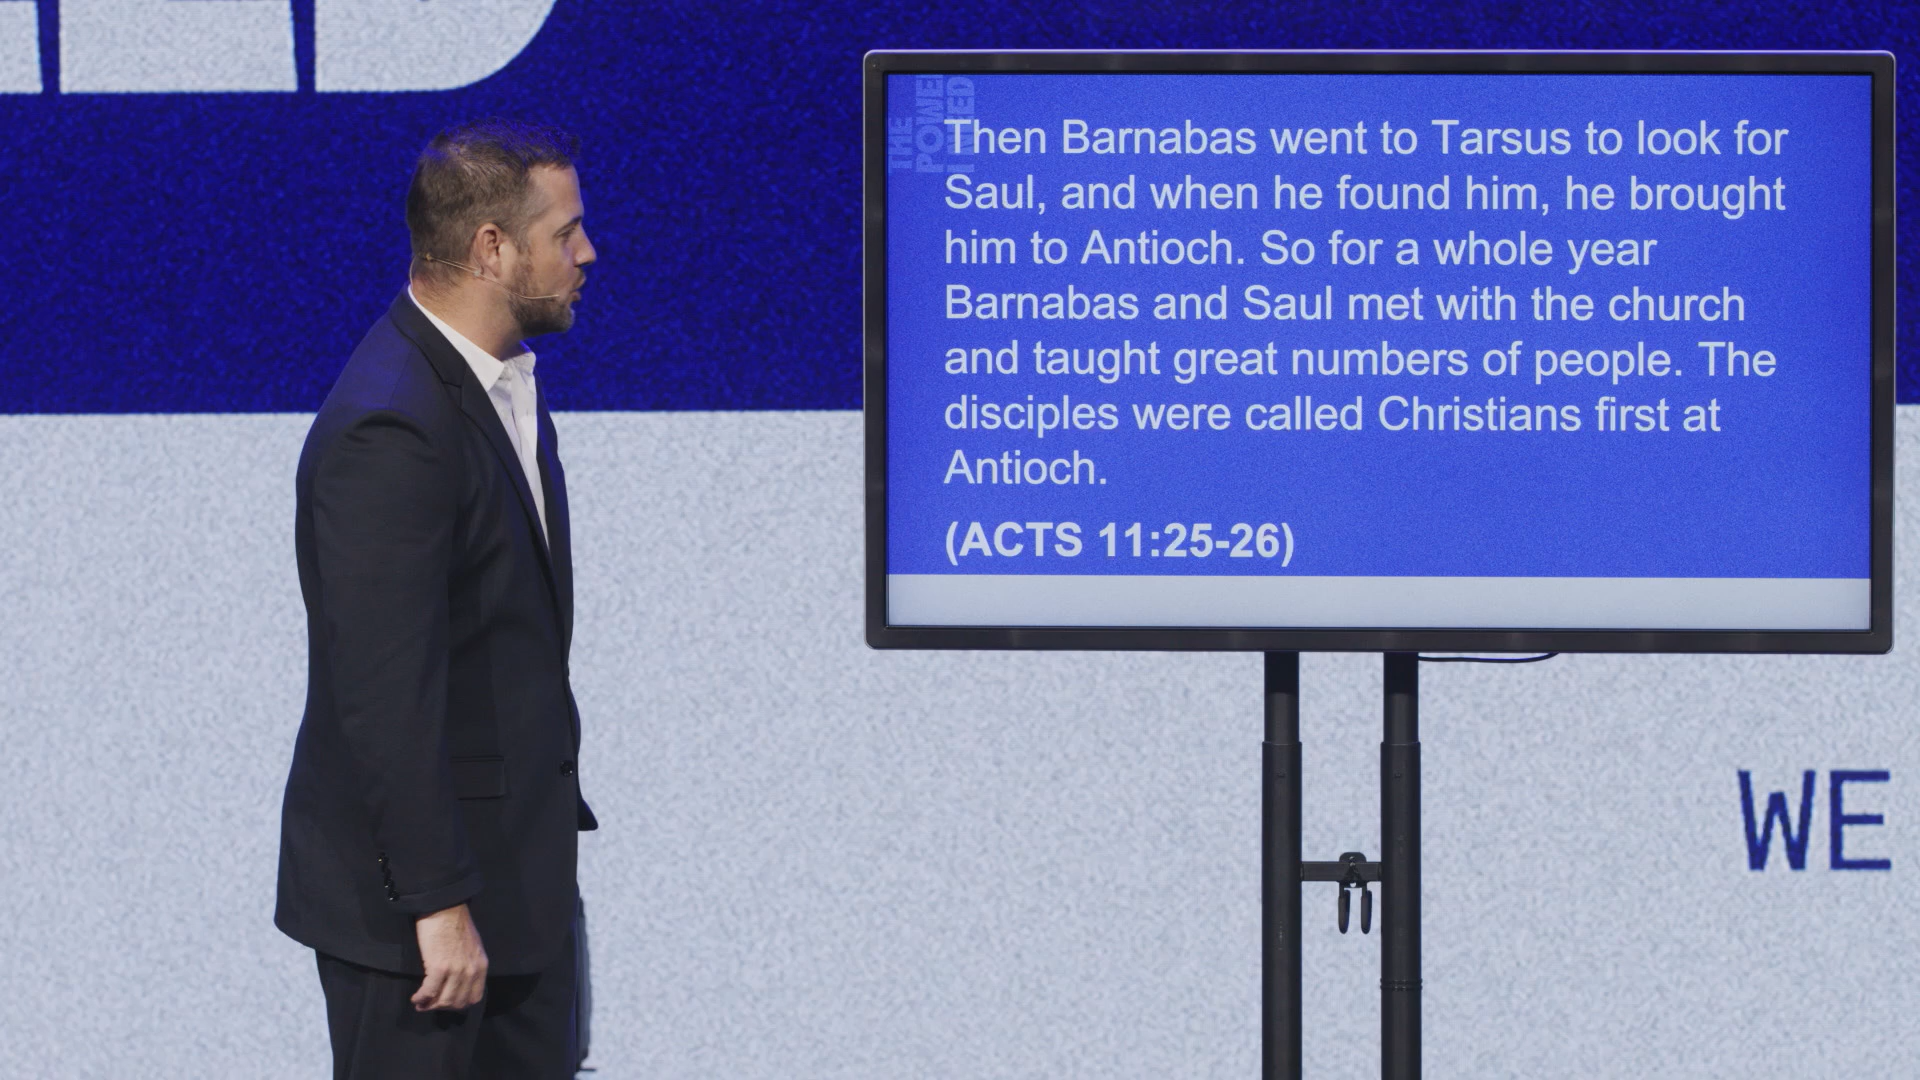 THE
POWE
Then Barnabas went to Tarsus to look for
Saul, and when he found him, he brought
him to Antioch. So for a whole year
Barnabas and Saul met with the church
and taught great numbers of people. The
disciples were called Christians first at
Antioch.
(ACTS 11:25-26)
WE